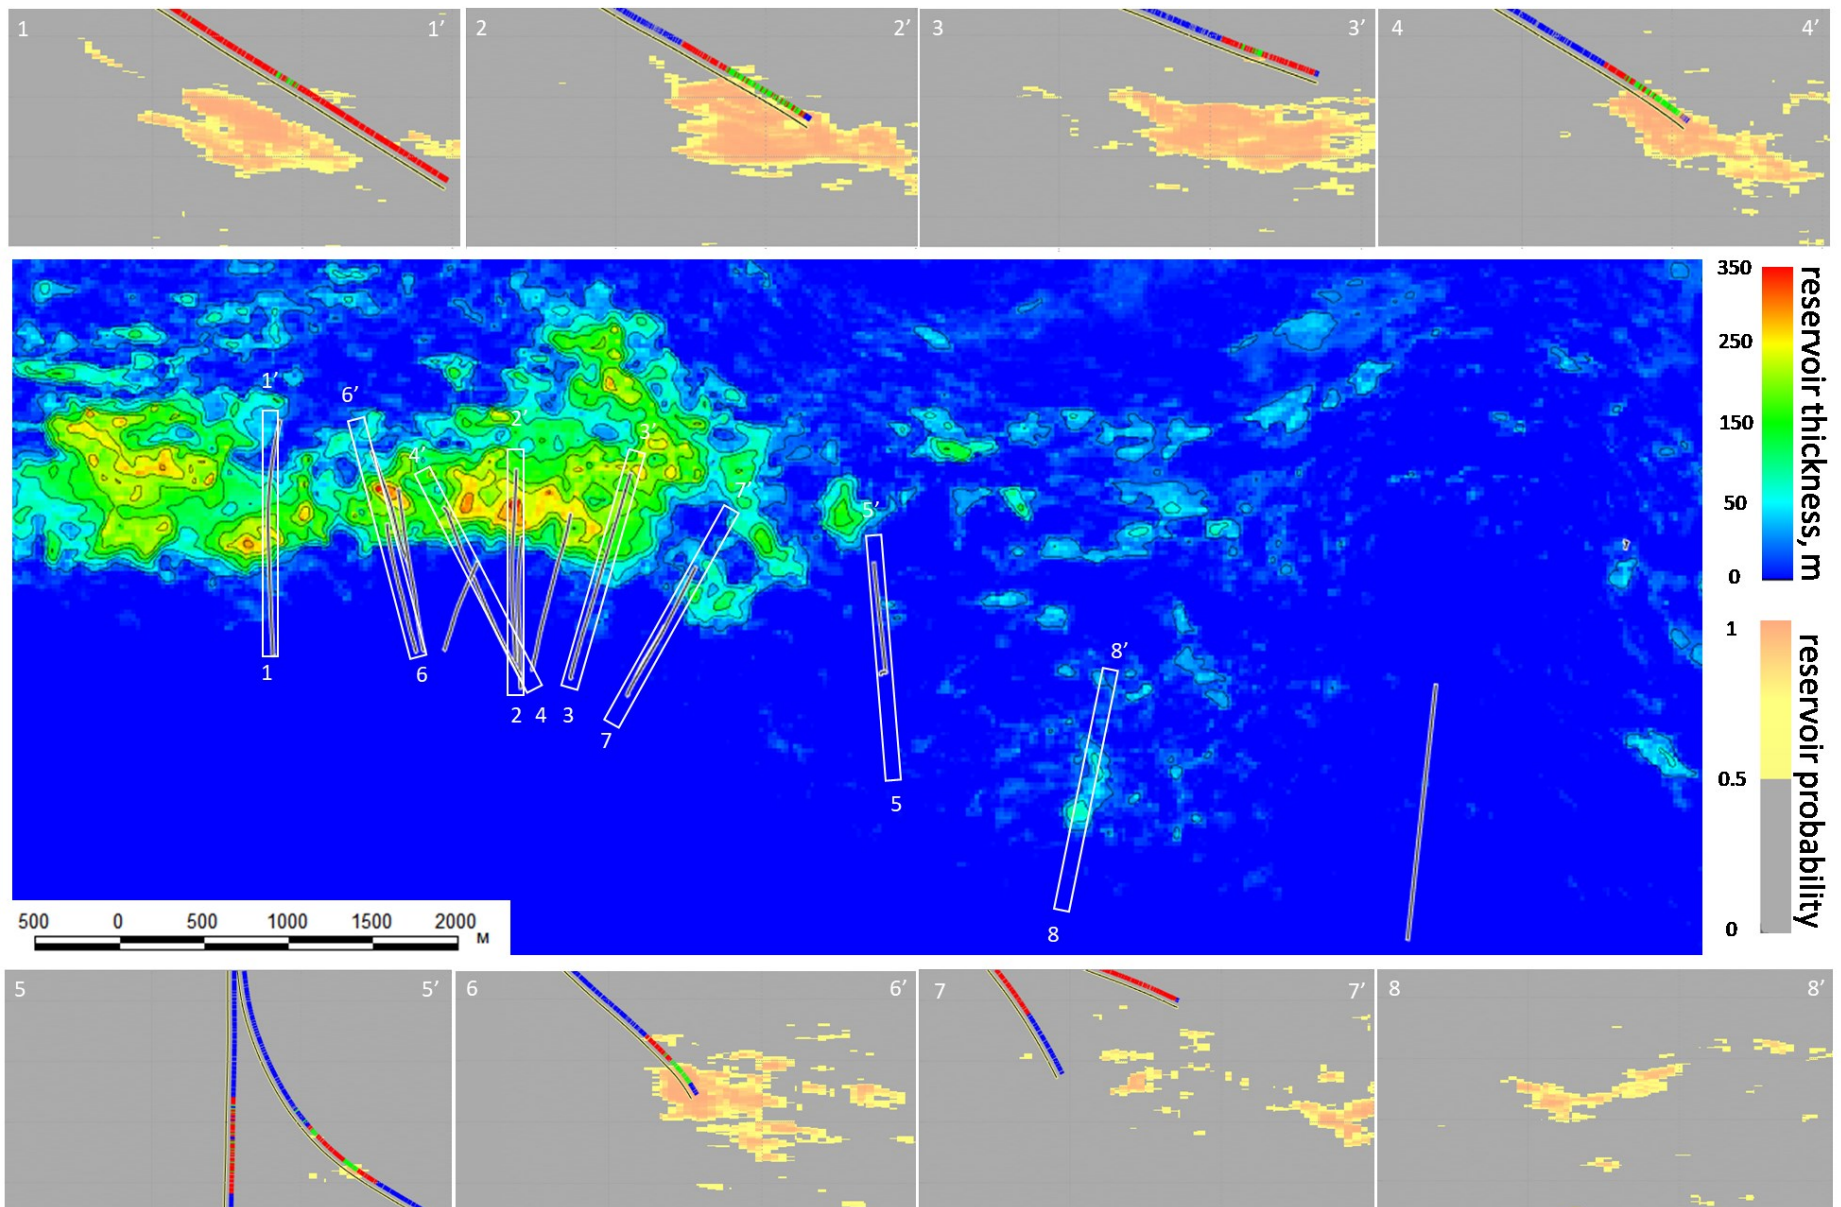 1 1’ 2 2’ 3 3’ 4 4’
350
250
150
50
0
reservoir thickness, m
1
0.5
0
reservoir probability
1’ 6’ 4’ 2’ 3’ 7’ 5’ 8’
1 6 2 4 3 7 5 8
500 0 500 1000 1500 2000 М
5 5’ 6 6’ 7 7’ 8 8’